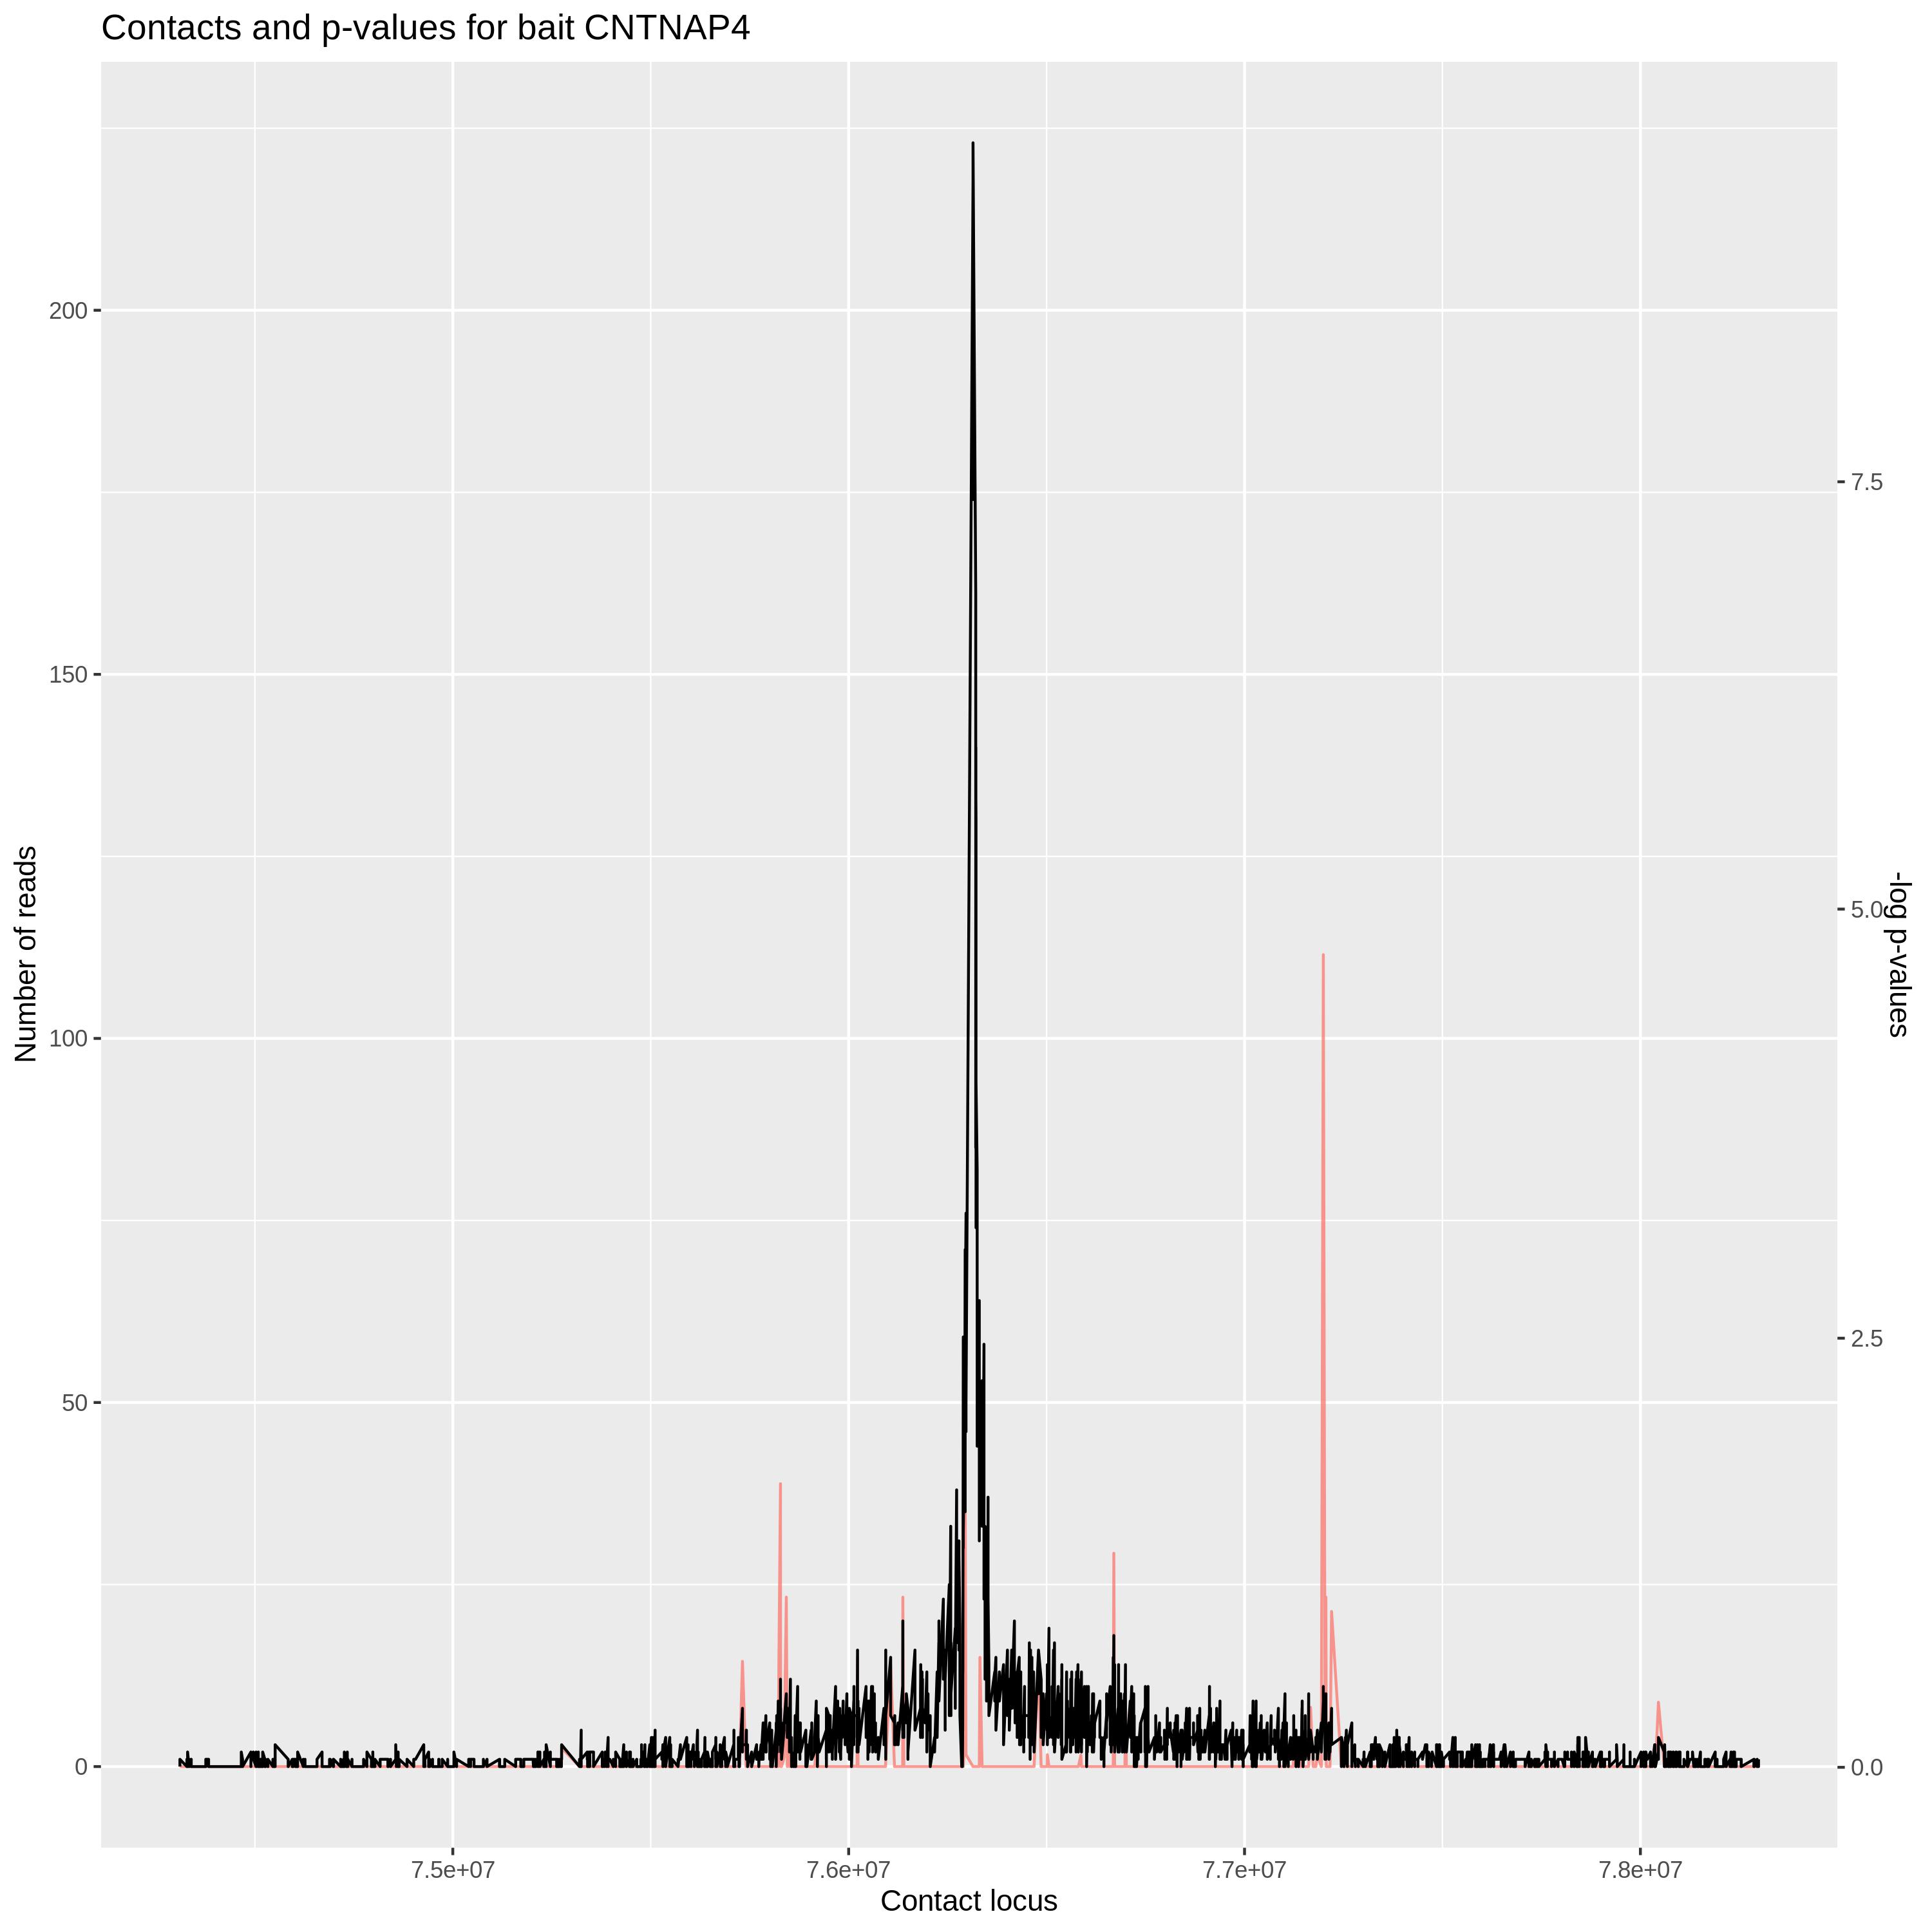 Contacts and p-values for bait CNTNAP4
200
150
100
50
0
Number of reads
7.5
5.0
2.5
0.0
-log p-values
7.5e+07
7.6e+07
7.7e+07
7.8e+07
Contact locus